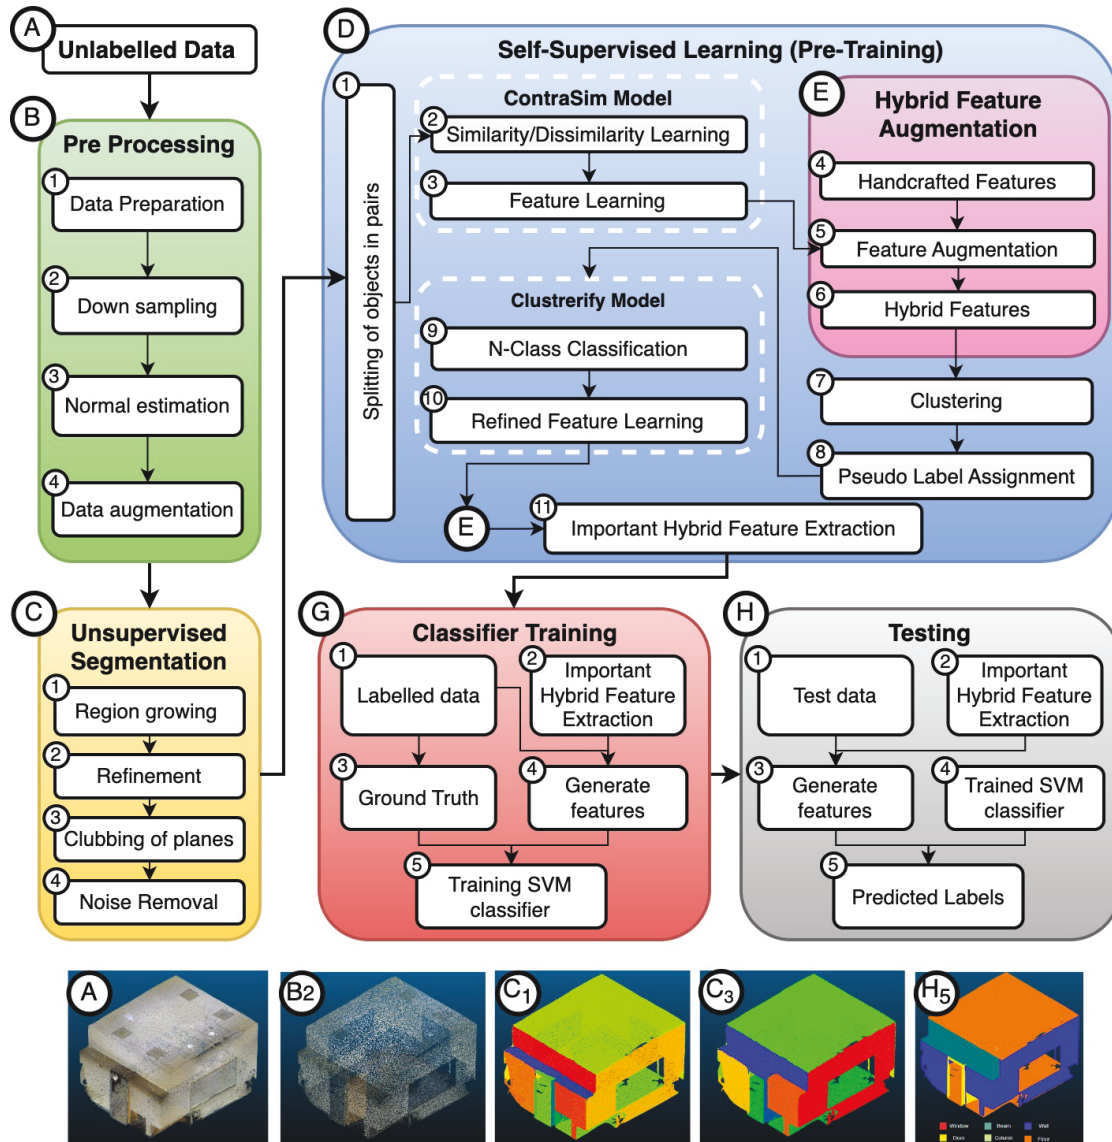 A
Unlabelled Data
B
Pre Processing
1
Data Preparation
2
Down sampling
3
Normal estimation
4
Data augmentation
C
Unsupervised
Segmentation
1
Region growing
2
Refinement
3
Clubbing of planes
4
Noise Removal
D
Self-Supervised Learning (Pre-Training)
1
Splitting of objects in pairs
ContraSim Model
2
Similarity/Dissimilarity Learning
3
Feature Learning
E
Hybrid Feature
Augmentation
4
Handcrafted Features
5
Feature Augmentation
6
Hybrid Features
7
Clustering
8
Pseudo Label Assignment
Clustrerify Model
9
N-Class Classification
10
Refined Feature Learning
E
11
Important Hybrid Feature Extraction
G
Classifier Training
1
Labelled data
2
Important
Hybrid Feature
Extraction
3
Ground Truth
4
Generate
features
5
Training SVM
classifier
H
Testing
1
Test data
2
Important
Hybrid Feature
Extraction
3
Generate
features
4
Trained SVM
classifier
5
Predicted Labels
A
B2
C1
C3
H5
Window Beam Wall
Door Column Floor